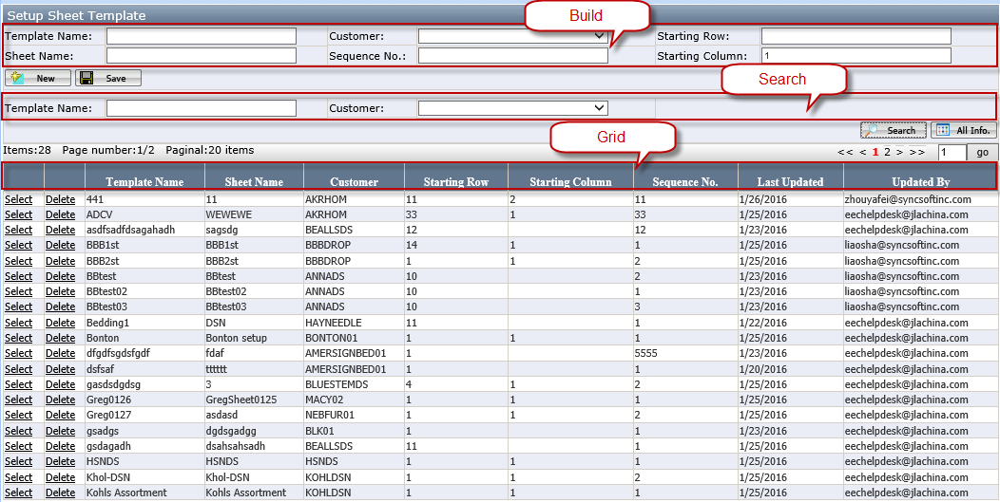 Setup Sheet Template
Build
Template Name: Customer: Starting Row:
Sheet Name: Sequence No.: Starting Column: 1
New Save
Search
Template Name: Customer:
Search All Info.
Grid
Items:28 Page number:1/2 Paginal:20 items << < 1 2 > >> 1 go
Template Name Sheet Name Customer Starting Row Starting Column Sequence No. Last Updated Updated By
Select Delete 441 11 AKRHOM 11 2 11 1/26/2016 zhouyafei@syncsoftinc.com
Select Delete ADCV WEWEWE AKRHOM 33 1 33 1/25/2016 eechelpdesk@jlachina.com
Select Delete asdfsadfdsagahadh sagsdg BEALLSDS 12 12 1/23/2016 eechelpdesk@jlachina.com
Select Delete BBB1st BBB1st BBBDROP 14 1 1 1/25/2016 liaosha@syncsoftinc.com
Select Delete BBB2st BBB2st BBBDROP 1 1 2 1/25/2016 liaosha@syncsoftinc.com
Select Delete BBtest BBtest ANNADS 10 2 1/23/2016 liaosha@syncsoftinc.com
Select Delete BBtest02 BBtest02 ANNADS 10 1 1/23/2016 liaosha@syncsoftinc.com
Select Delete BBtest03 BBtest03 ANNADS 10 3 1/23/2016 liaosha@syncsoftinc.com
Select Delete Bedding1 DSN HAYNEEDLE 11 1 1/22/2016 eechelpdesk@jlachina.com
Select Delete Bonton Bonton setup BONTON01 1 1 1 1/25/2016 eechelpdesk@jlachina.com
Select Delete dfgdfsgdsfgdf fdaf AMERSIGNBED01 1 5555 1/23/2016 eechelpdesk@jlachina.com
Select Delete dsfsaf tttttt AMERSIGNBED01 1 1 1/20/2016 eechelpdesk@jlachina.com
Select Delete gasdsdgdsg 3 BLUESTEMDS 4 1 2 1/25/2016 eechelpdesk@jlachina.com
Select Delete Greg0126 GregSheet0125 MACY02 1 1 1 1/25/2016 eechelpdesk@jlachina.com
Select Delete Greg0127 asdasd NEBFUR01 1 1 2 1/25/2016 eechelpdesk@jlachina.com
Select Delete gsadgs dgdsgadgg BLK01 1 1 1/23/2016 eechelpdesk@jlachina.com
Select Delete gsdagadh dsahsahsadh BEALLSDS 11 1 1/25/2016 eechelpdesk@jlachina.com
Select Delete HSNDS HSNDS HSNDS 1 1 1 1/25/2016 eechelpdesk@jlachina.com
Select Delete Khol-DSN Khol-DSN KOHLDSN 1 1 2 1/25/2016 eechelpdesk@jlachina.com
Select Delete Kohls Assortment Kohls Assortment KOHLDSN 1 1 1 1/25/2016 eechelpdesk@jlachina.com